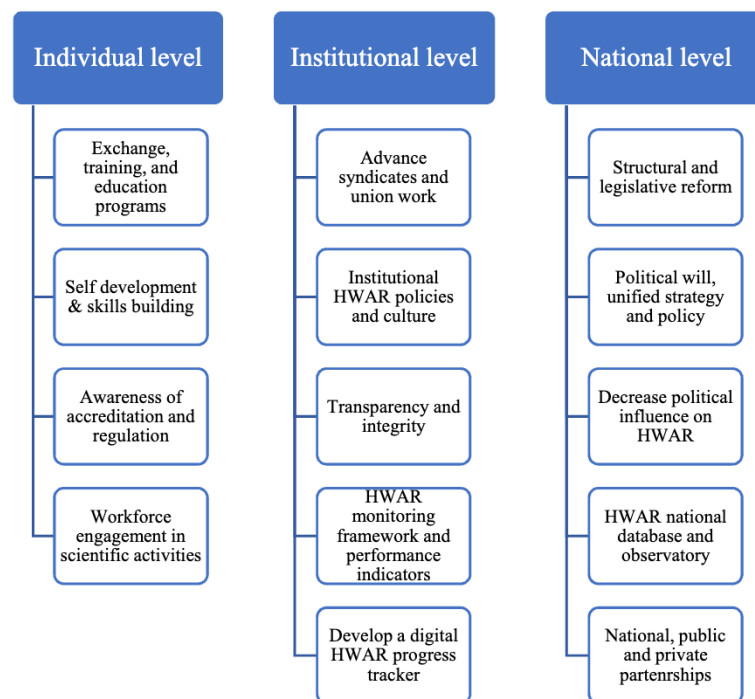 Individual level
Exchange,
training, and
education
programs
Self development
& skills building
Awareness of
accreditation and
regulation
Workforce
engagement in
scientific activities
Institutional level
Advance
syndicates and
union work
Institutional
HWAR policies
and culture
Transparency and
integrity
HWAR
monitoring
framework and
performance
indicators
Develop a digital
HWAR progress
tracker
National level
Structural and
legislative reform
Political will,
unified strategy
and policy
Decrease political
influence on
HWAR
HWAR national
database and
observatory
National, public
and private
partenrships